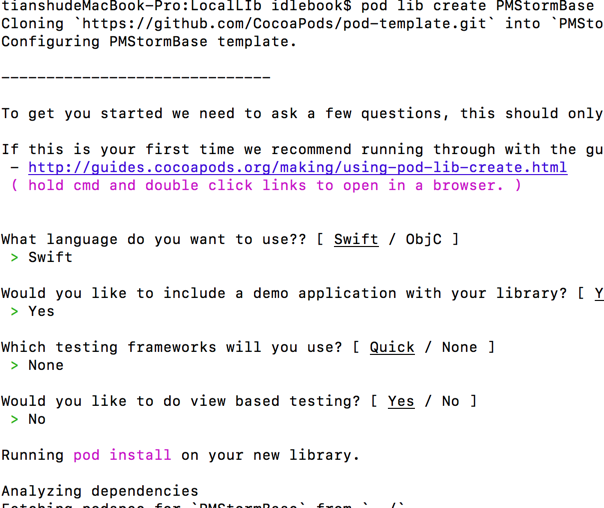 tianshudeMacBook-Pro:LocalLIb idlebook$ pod lib create PMStormBase
Cloning `https://github.com/CocoaPods/pod-template.git` into `PMSto
Configuring PMStormBase template.
------------------------------
To get you started we need to ask a few questions, this should only
If this is your first time we recommend running through with the gu
- http://guides.cocoapods.org/making/using-pod-lib-create.html
( hold cmd and double click links to open in a browser. )
What language do you want to use?? [ Swift / ObjC ]
> Swift
Would you like to include a demo application with your library? [ Y
> Yes
Which testing frameworks will you use? [ Quick / None ]
> None
Would you like to do view based testing? [ Yes / No ]
> No
Running pod install on your new library.
Analyzing dependencies
Fetching podspec for `PMStormBase` from `../`